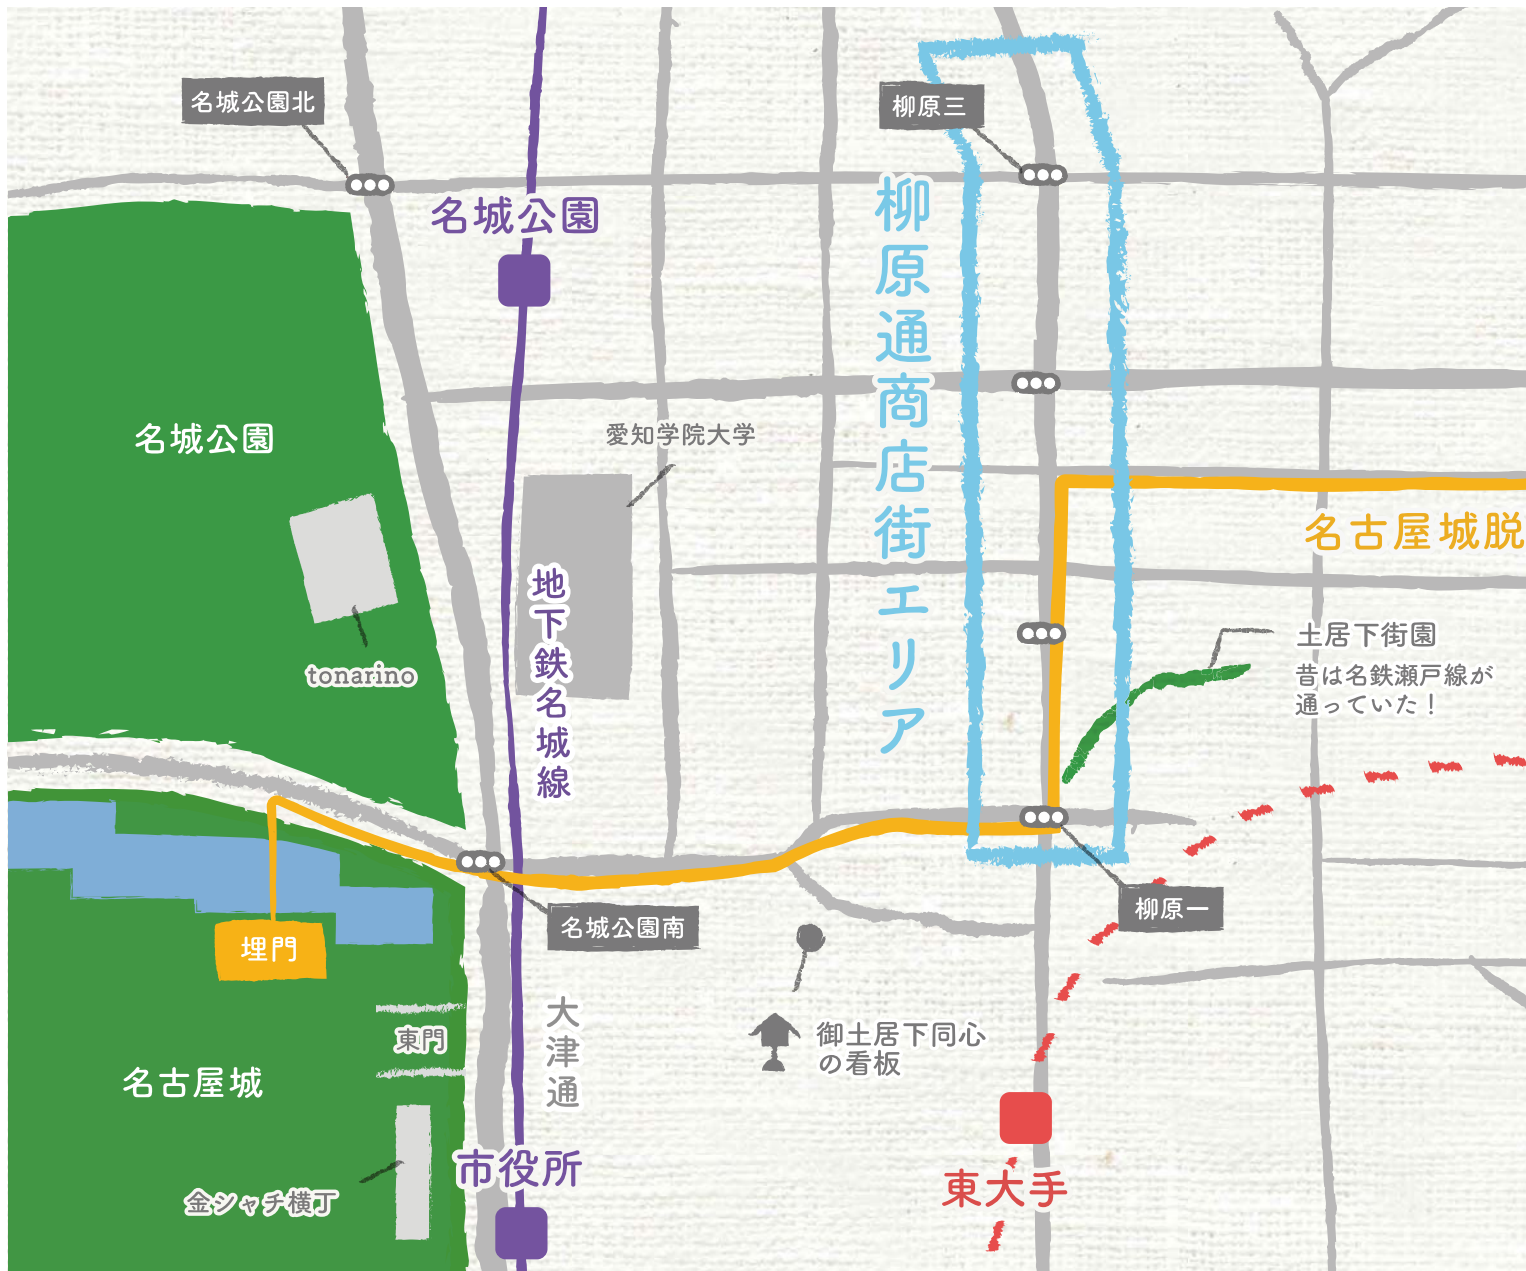 名城公園北
柳原三
名城公園
柳原通商店街エリア
名城公園
愛知学院大学
名古屋城脱
地下鉄名城線
土居下街園
昔は名鉄瀬戸線が
通っていた！
tonarino
柳原一
名城公園南
埋門
大津通
東門
御土居下同心
の看板
名古屋城
市役所
東大手
金シャチ横丁